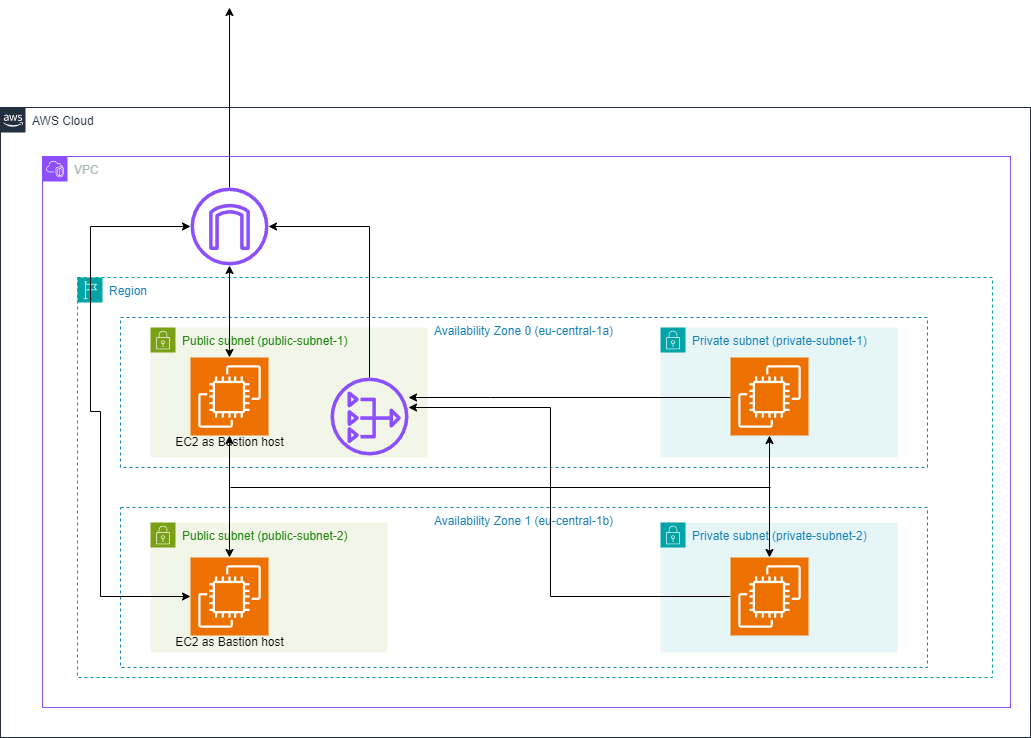 aws
AWS Cloud
VPC
Region
Availability Zone 0 (eu-central-1a)
Public subnet (public-subnet-1)
Private subnet (private-subnet-1)
EC2 as Bastion host
Availability Zone 1 (eu-central-1b)
Public subnet (public-subnet-2)
Private subnet (private-subnet-2)
EC2 as Bastion host